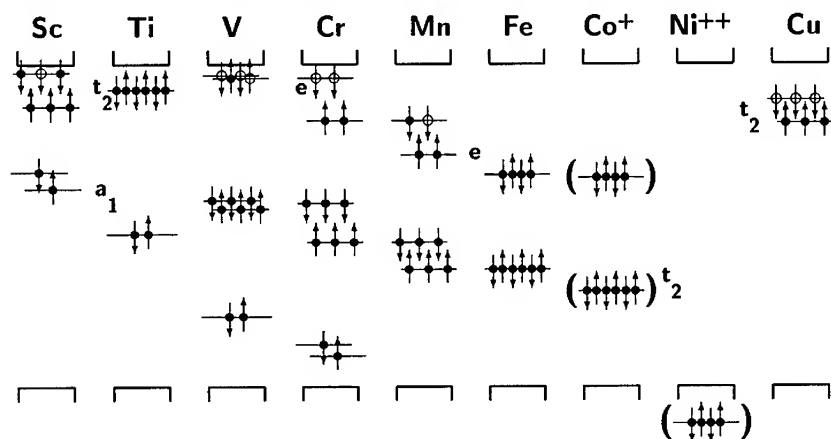 Sc Ti V Cr Mn Fe Co+ Ni++ Cu
t2 e t2
e
a1
( )
( ) t2
( )